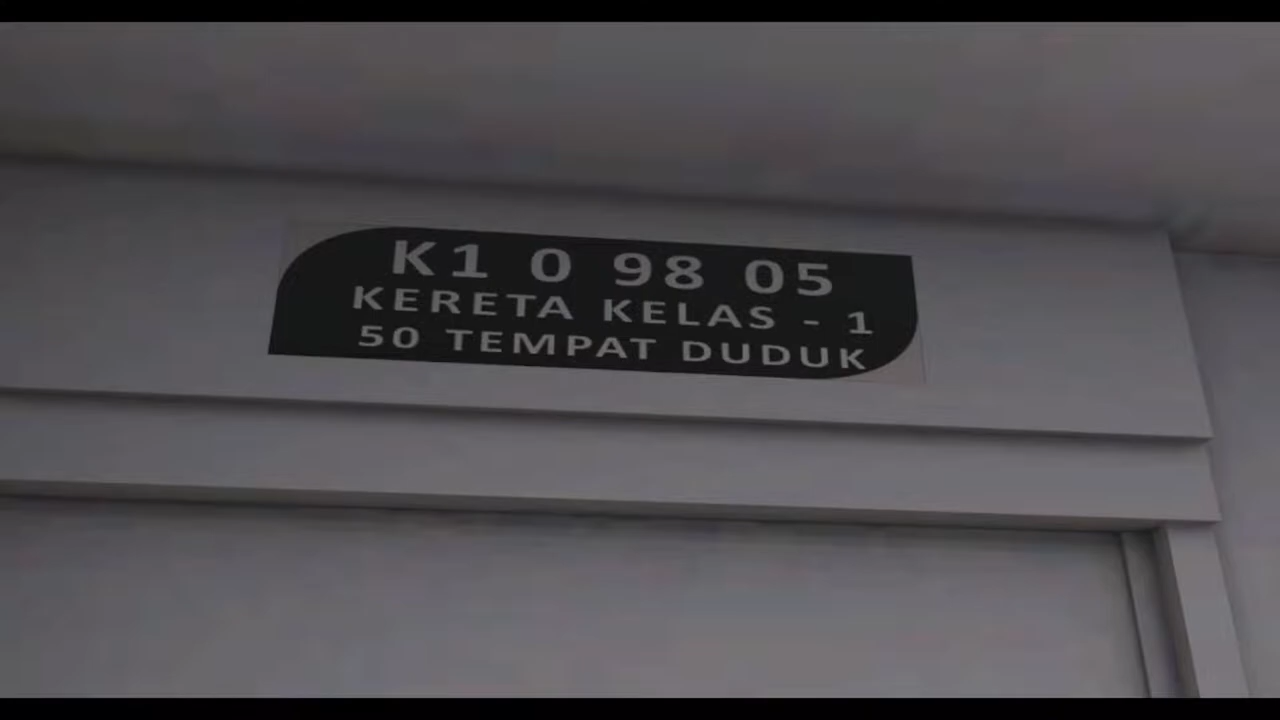 K1 0 98 05
KERETA KELAS - 1
50 TEMPAT DUDUK